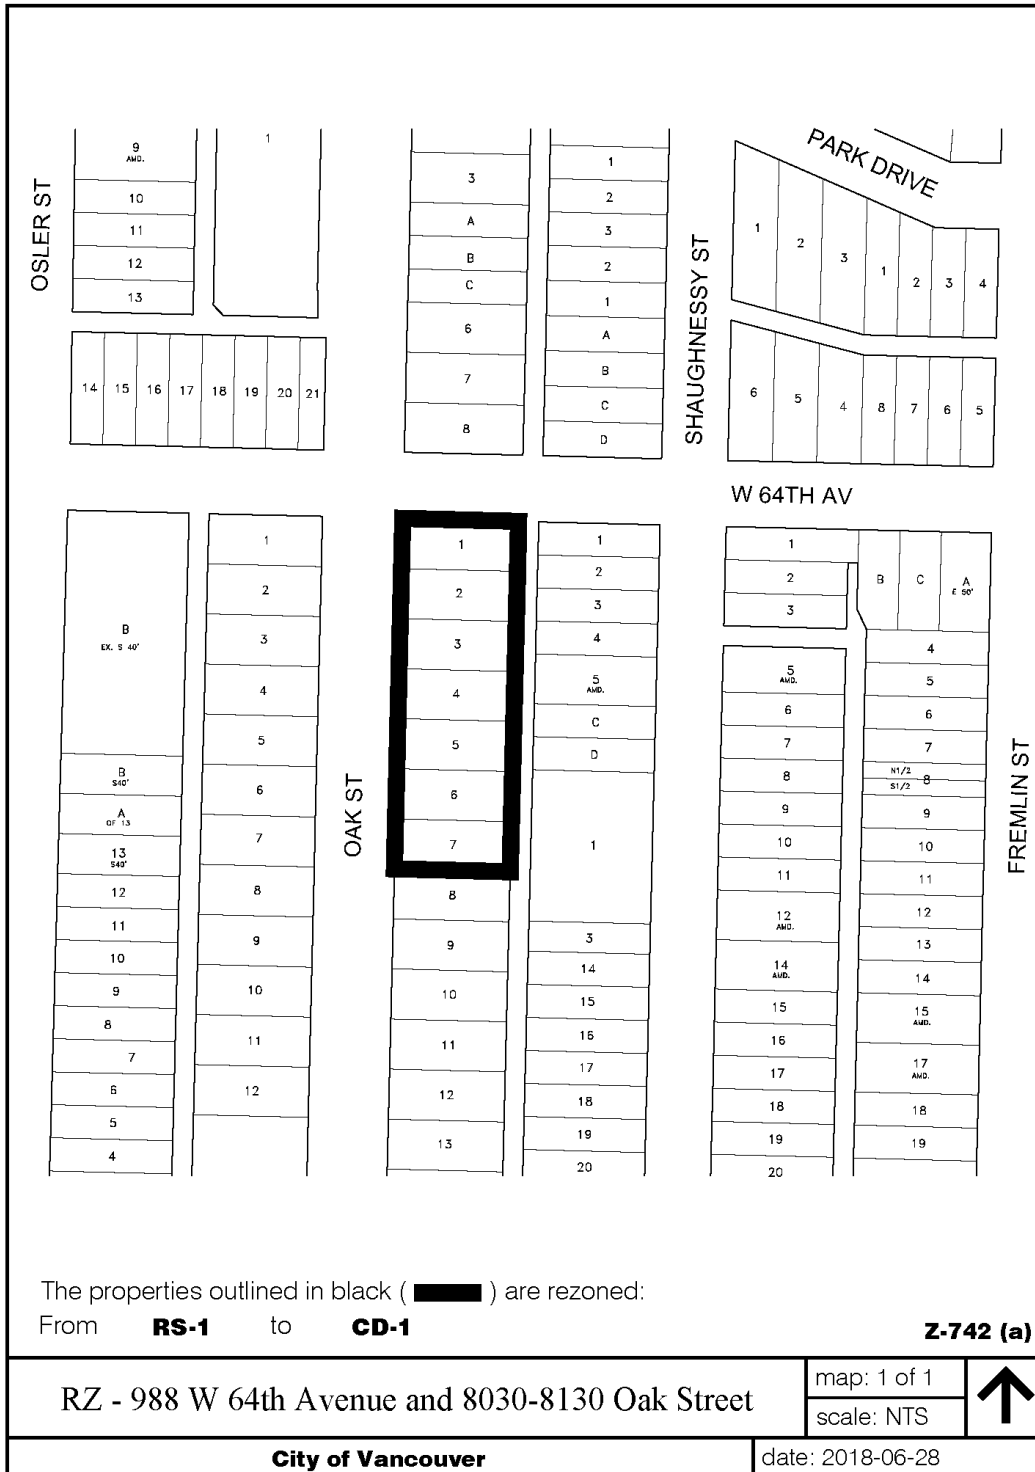 PARK DRIVE
OSLER ST
SHAUGHNESSY ST
9
AMD.
10
11
12
13
1
3
A
B
C
6
7
8
1
2
3
2
1
A
B
C
D
1
2
3
1
2
3
4
14 15 16 17 18 19 20 21
6 5 4 8 7 6 5
W 64TH AV
OAK ST
FREMLIN ST
B
EX. S 40'
B
S40'
A
OF 13
13
S40'
12
11
10
9
8
7
6
5
4
1
2
3
4
5
6
7
8
9
10
11
12
1
2
3
4
5
6
7
8
9
10
11
12
13
1
2
3
4
5
AMD.
C
D
1
3
14
15
16
17
18
19
20
1
2
3
5
AMD.
6
7
8
9
10
11
12
AMD.
14
AMD.
15
16
17
18
19
20
B C A
E 50'
4
5
6
7
N1/2
8
S1/2
9
10
11
12
13
14
15
AMD.
17
AMD.
18
19
The properties outlined in black ( ) are rezoned:
From RS-1 to CD-1
Z-742 (a)
RZ - 988 W 64th Avenue and 8030-8130 Oak Street
map: 1 of 1
scale: NTS
City of Vancouver
date: 2018-06-28